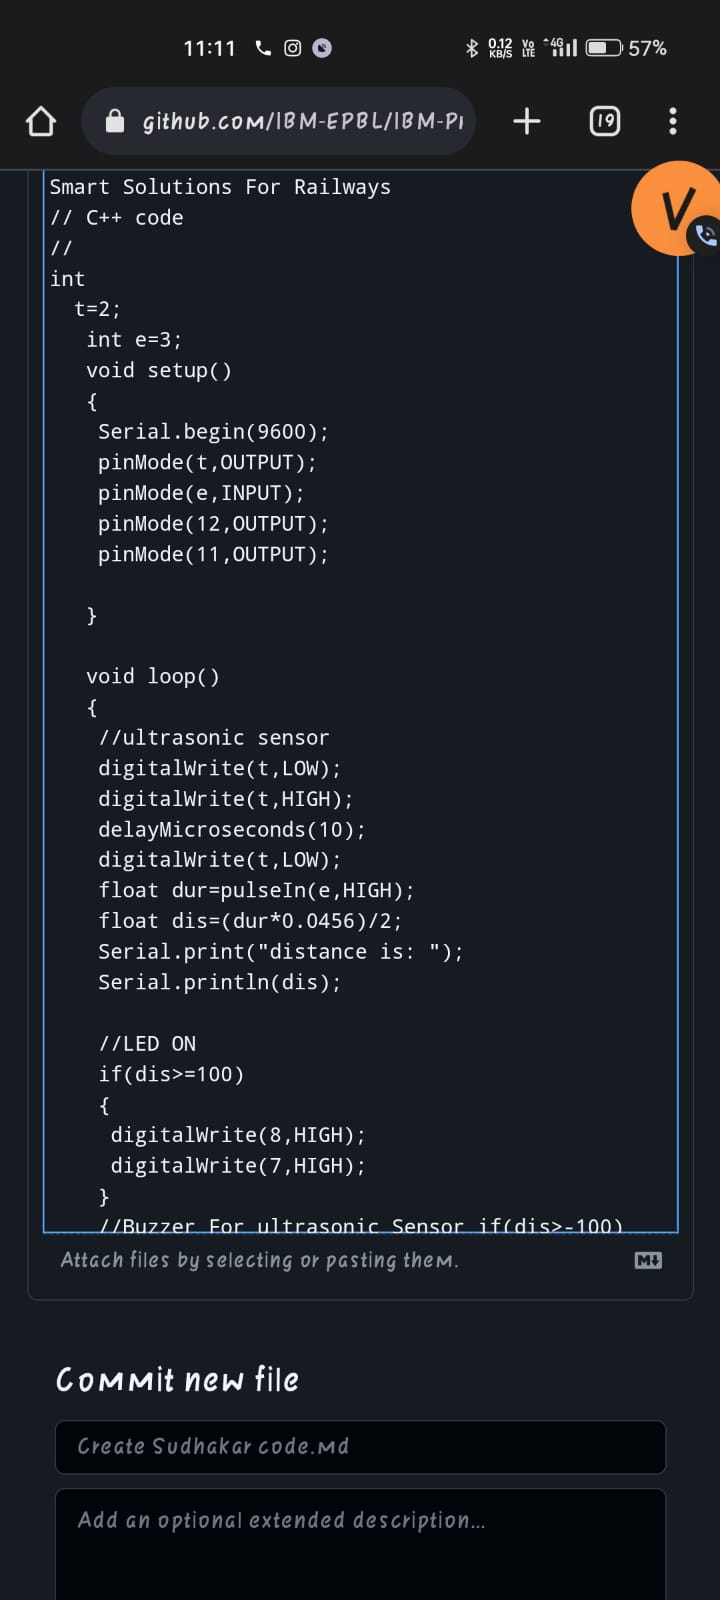 11:11 0.12 KB/S Vo LTE 4G 57%
github.com/IBM-EPBL/IBM-Pr 19
V
Smart Solutions For Railways
// C++ code
//
int
t=2;
int e=3;
void setup()
{
Serial.begin(9600);
pinMode(t,OUTPUT);
pinMode(e,INPUT);
pinMode(12,OUTPUT);
pinMode(11,OUTPUT);
}
void loop()
{
//ultrasonic sensor
digitalWrite(t,LOW);
digitalWrite(t,HIGH);
delayMicroseconds(10);
digitalWrite(t,LOW);
float dur=pulseIn(e,HIGH);
float dis=(dur*0.0456)/2;
Serial.print("distance is: ");
Serial.println(dis);
//LED ON
if(dis>=100)
{
digitalWrite(8,HIGH);
digitalWrite(7,HIGH);
}
//Buzzer For ultrasonic Sensor if(dis>-100)
Attach files by selecting or pasting them.
Commit new file
Create Sudhakar code.md
Add an optional extended description...